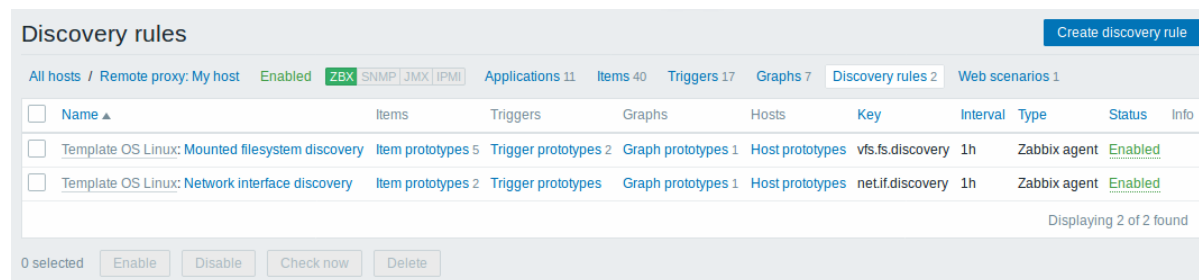 Discovery rules
Create discovery rule
All hosts / Remote proxy: My host Enabled ZBX SNMP JMX IPMI Applications 11 Items 40 Triggers 17 Graphs 7 Discovery rules 2 Web scenarios 1
Name ▲ Items Triggers Graphs Hosts Key Interval Type Status Info
Template OS Linux: Mounted filesystem discovery Item prototypes 5 Trigger prototypes 2 Graph prototypes 1 Host prototypes vfs.fs.discovery 1h Zabbix agent Enabled
Template OS Linux: Network interface discovery Item prototypes 2 Trigger prototypes Graph prototypes 1 Host prototypes net.if.discovery 1h Zabbix agent Enabled
Displaying 2 of 2 found
0 selected Enable Disable Check now Delete